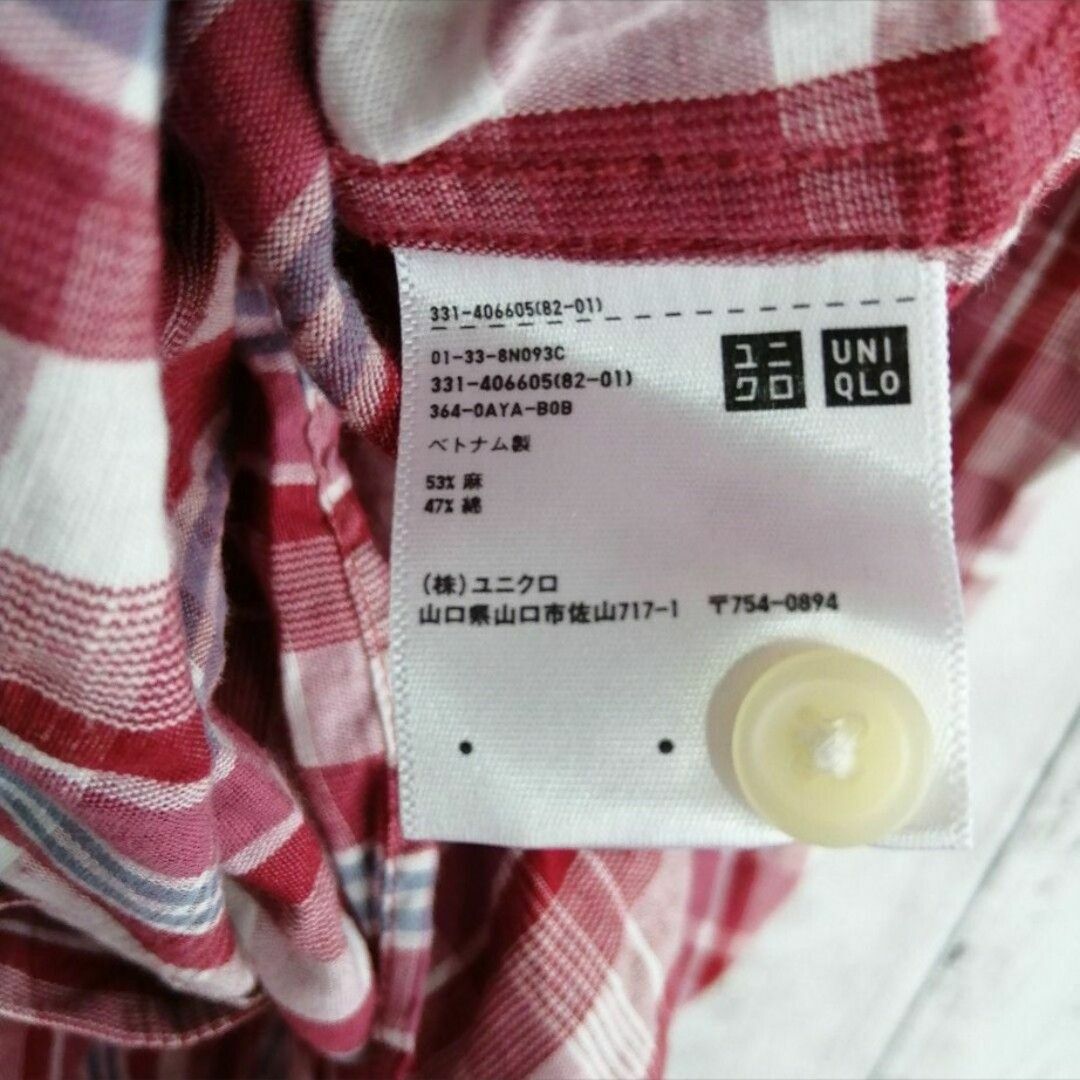 331-406605(82-01)
01-33-8N093C
331-406605(82-01)
364-0AYA-B0B
ユニ
クロ
UNI
QLO
ベトナム製
53% 麻
47% 綿
(株)ユニクロ
山口県山口市佐山717-1 〒754-0894